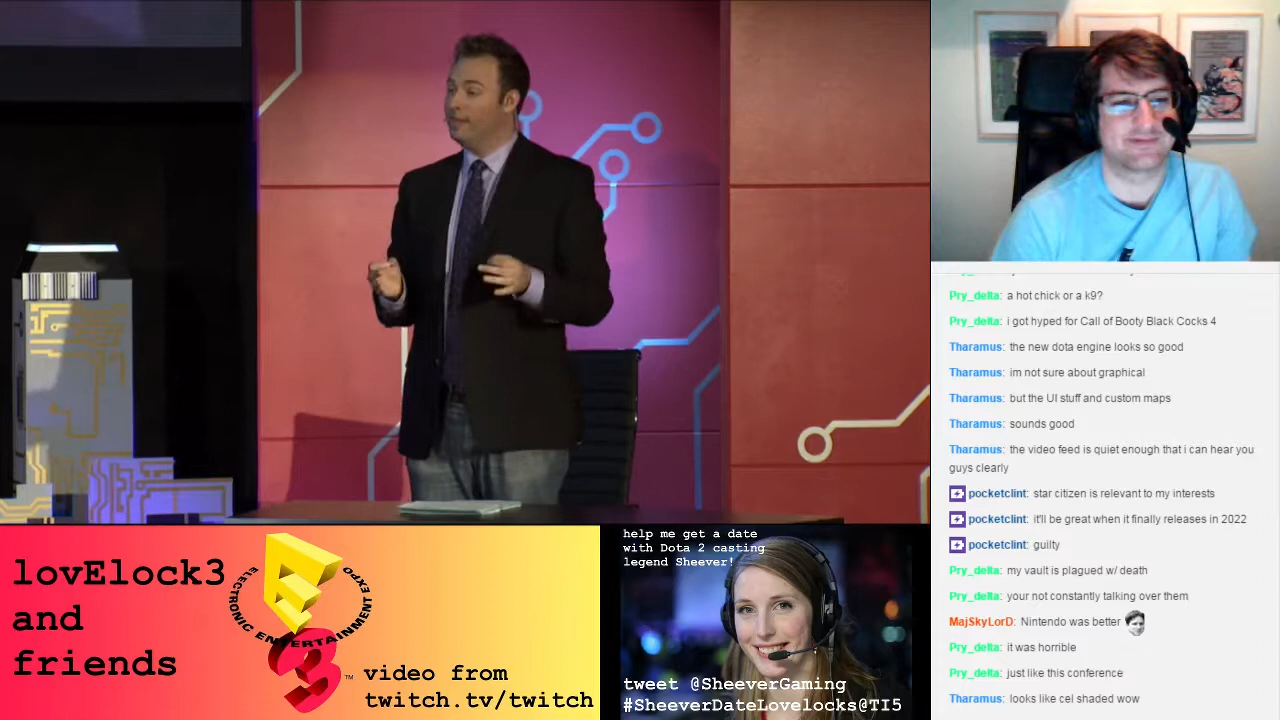 Pry_delta: a hot chick or a k9?
Pry_delta: i got hyped for Call of Booty Black Cocks 4
Tharamus: the new dota engine looks so good
Tharamus: im not sure about graphical
Tharamus: but the UI stuff and custom maps
Tharamus: sounds good
Tharamus: the video feed is quiet enough that i can hear you
guys clearly
pocketclint: star citizen is relevant to my interests
pocketclint: it'll be great when it finally releases in 2022
pocketclint: guilty
Pry_delta: my vault is plagued w/ death
Pry_delta: your not constantly talking over them
MajSkyLorD: Nintendo was better
Pry_delta: it was horrible
Pry_delta: just like this conference
Tharamus: looks like cel shaded wow
lovElock3
and
friends
E3
ELECTRONIC ENTERTAINMENT EXPO
TM
video from
twitch.tv/twitch
help me get a date
with Dota 2 casting
legend Sheever!
tweet @SheeverGaming
#SheeverDateLovelocks@TI5